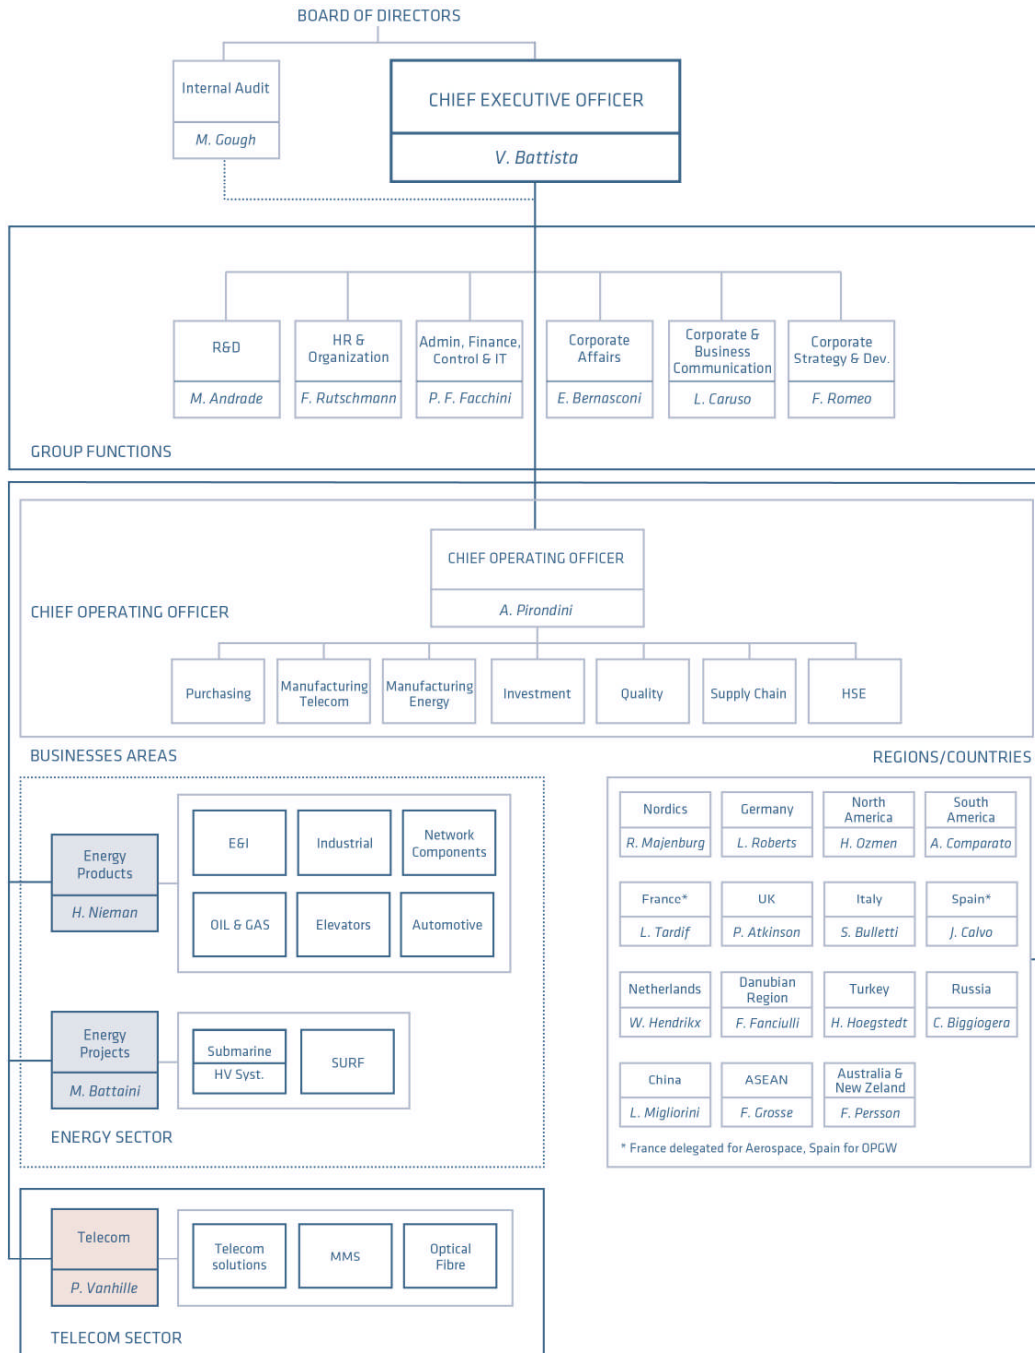 BOARD OF DIRECTORS
Internal Audit
M. Gough
CHIEF EXECUTIVE OFFICER
V. Battista
R&D
M. Andrade
HR &
Organization
F. Rutschmann
Admin, Finance,
Control & IT
P. F. Facchini
Corporate
Affairs
E. Bernasconi
Corporate &
Business
Communication
L. Caruso
Corporate
Strategy & Dev.
F. Romeo
GROUP FUNCTIONS
CHIEF OPERATING OFFICER
A. Pirondini
CHIEF OPERATING OFFICER
Purchasing
Manufacturing
Telecom
Manufacturing
Energy
Investment
Quality
Supply Chain
HSE
BUSINESSES AREAS
Energy
Products
H. Nieman
E&I
Industrial
Network
Components
OIL & GAS
Elevators
Automotive
Energy
Projects
M. Battaini
Submarine
HV Syst.
SURF
ENERGY SECTOR
Telecom
P. Vanhille
Telecom
solutions
MMS
Optical
Fibre
TELECOM SECTOR
REGIONS/COUNTRIES
Nordics
R. Majenburg
Germany
L. Roberts
North
America
H. Ozmen
South
America
A. Comparato
France*
L. Tardif
UK
P. Atkinson
Italy
S. Bulletti
Spain*
J. Calvo
Netherlands
W. Hendrikx
Danubian
Region
F. Fanciulli
Turkey
H. Hoegstedt
Russia
C. Biggiogera
China
L. Migliorini
ASEAN
F. Grosse
Australia &
New Zeland
F. Persson
* France delegated for Aerospace, Spain for OPGW